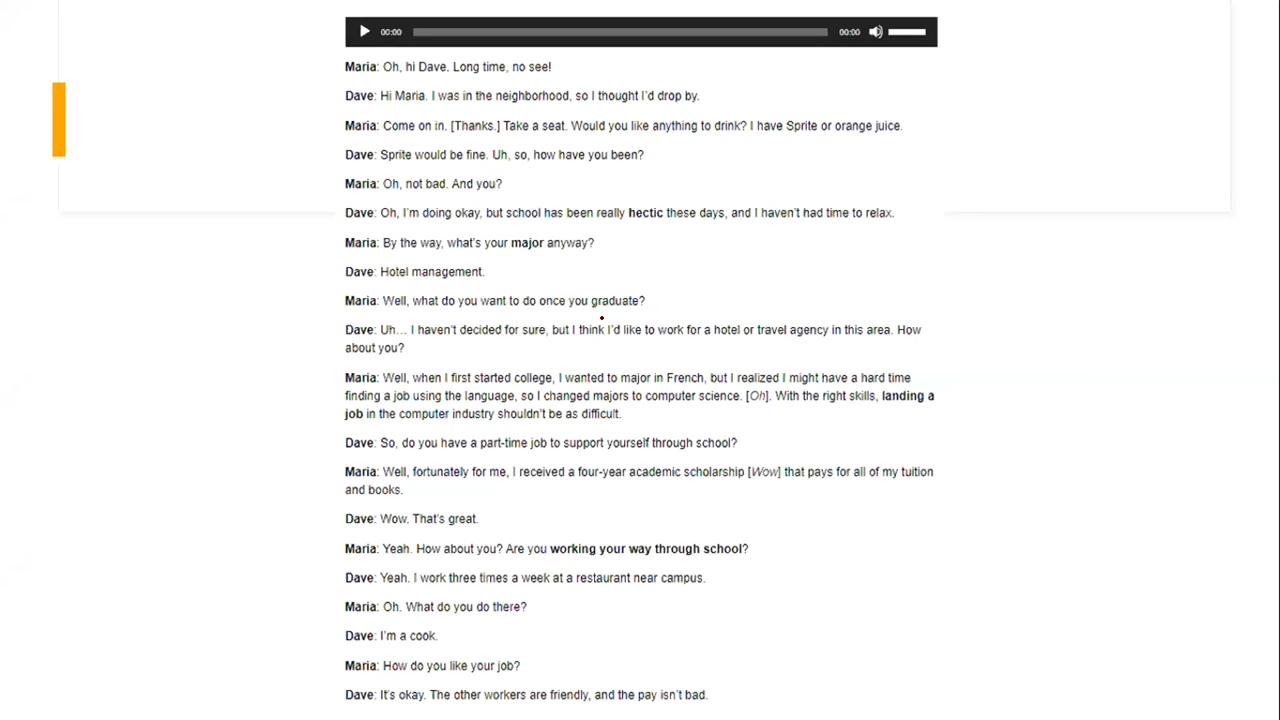 00:00 00:00
Maria: Oh, hi Dave. Long time, no see!
Dave: Hi Maria. I was in the neighborhood, so I thought I'd drop by.
Maria: Come on in. [Thanks.] Take a seat. Would you like anything to drink? I have Sprite or orange juice.
Dave: Sprite would be fine. Uh, so, how have you been?
Maria: Oh, not bad. And you?
Dave: Oh, I'm doing okay, but school has been really hectic these days, and I haven't had time to relax.
Maria: By the way, what's your major anyway?
Dave: Hotel management.
Maria: Well, what do you want to do once you graduate?
Dave: Uh… I haven't decided for sure, but I think I'd like to work for a hotel or travel agency in this area. How
about you?
Maria: Well, when I first started college, I wanted to major in French, but I realized I might have a hard time
finding a job using the language, so I changed majors to computer science. [Oh]. With the right skills, landing a
job in the computer industry shouldn't be as difficult.
Dave: So, do you have a part-time job to support yourself through school?
Maria: Well, fortunately for me, I received a four-year academic scholarship [Wow] that pays for all of my tuition
and books.
Dave: Wow. That's great.
Maria: Yeah. How about you? Are you working your way through school?
Dave: Yeah. I work three times a week at a restaurant near campus.
Maria: Oh. What do you do there?
Dave: I'm a cook.
Maria: How do you like your job?
Dave: It's okay. The other workers are friendly, and the pay isn't bad.